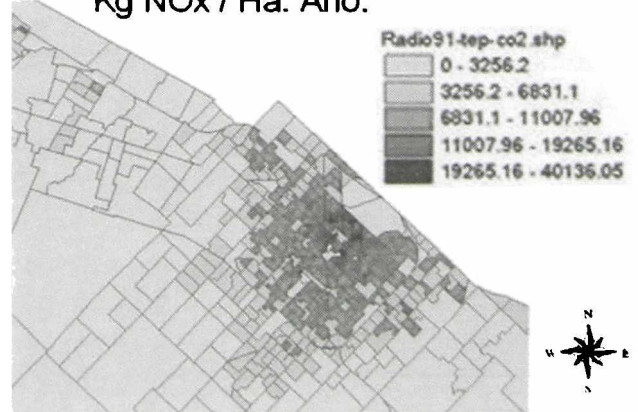 Kg NOx / Ha. Año.
Radio91-tep-co2.shp
0 - 3256.2
3256.2 - 6831.1
6831.1 - 11007.96
11007.96 - 19265.16
19265.16 - 40136.05
N
W E
S